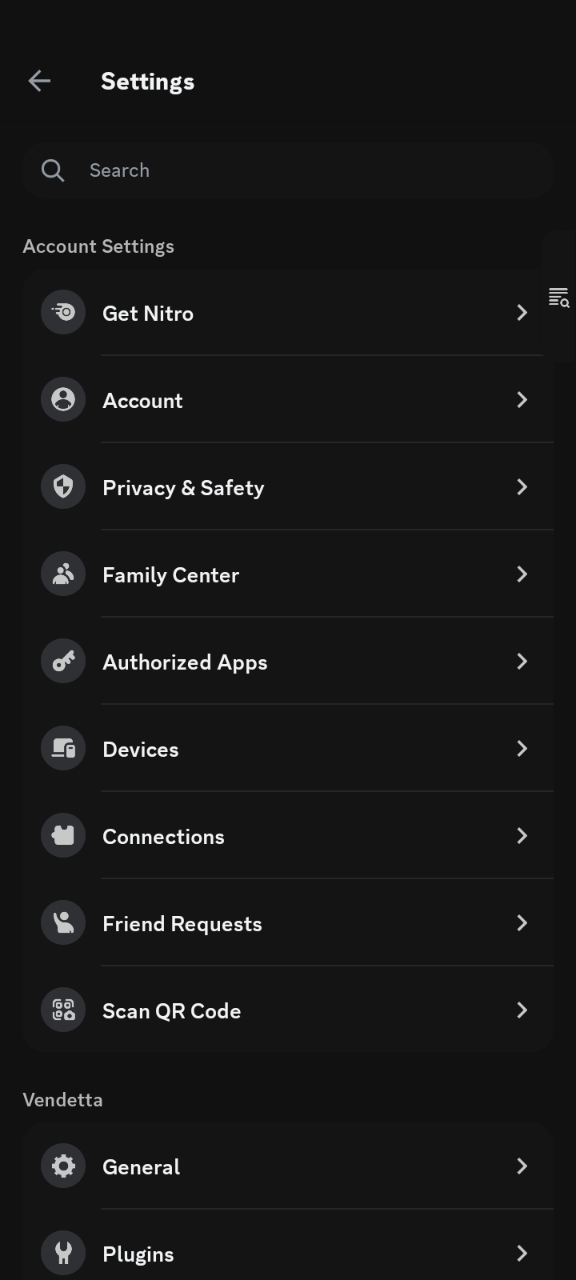 Settings
Search
Account Settings
Get Nitro
Account
Privacy & Safety
Family Center
Authorized Apps
Devices
Connections
Friend Requests
Scan QR Code
Vendetta
General
Plugins